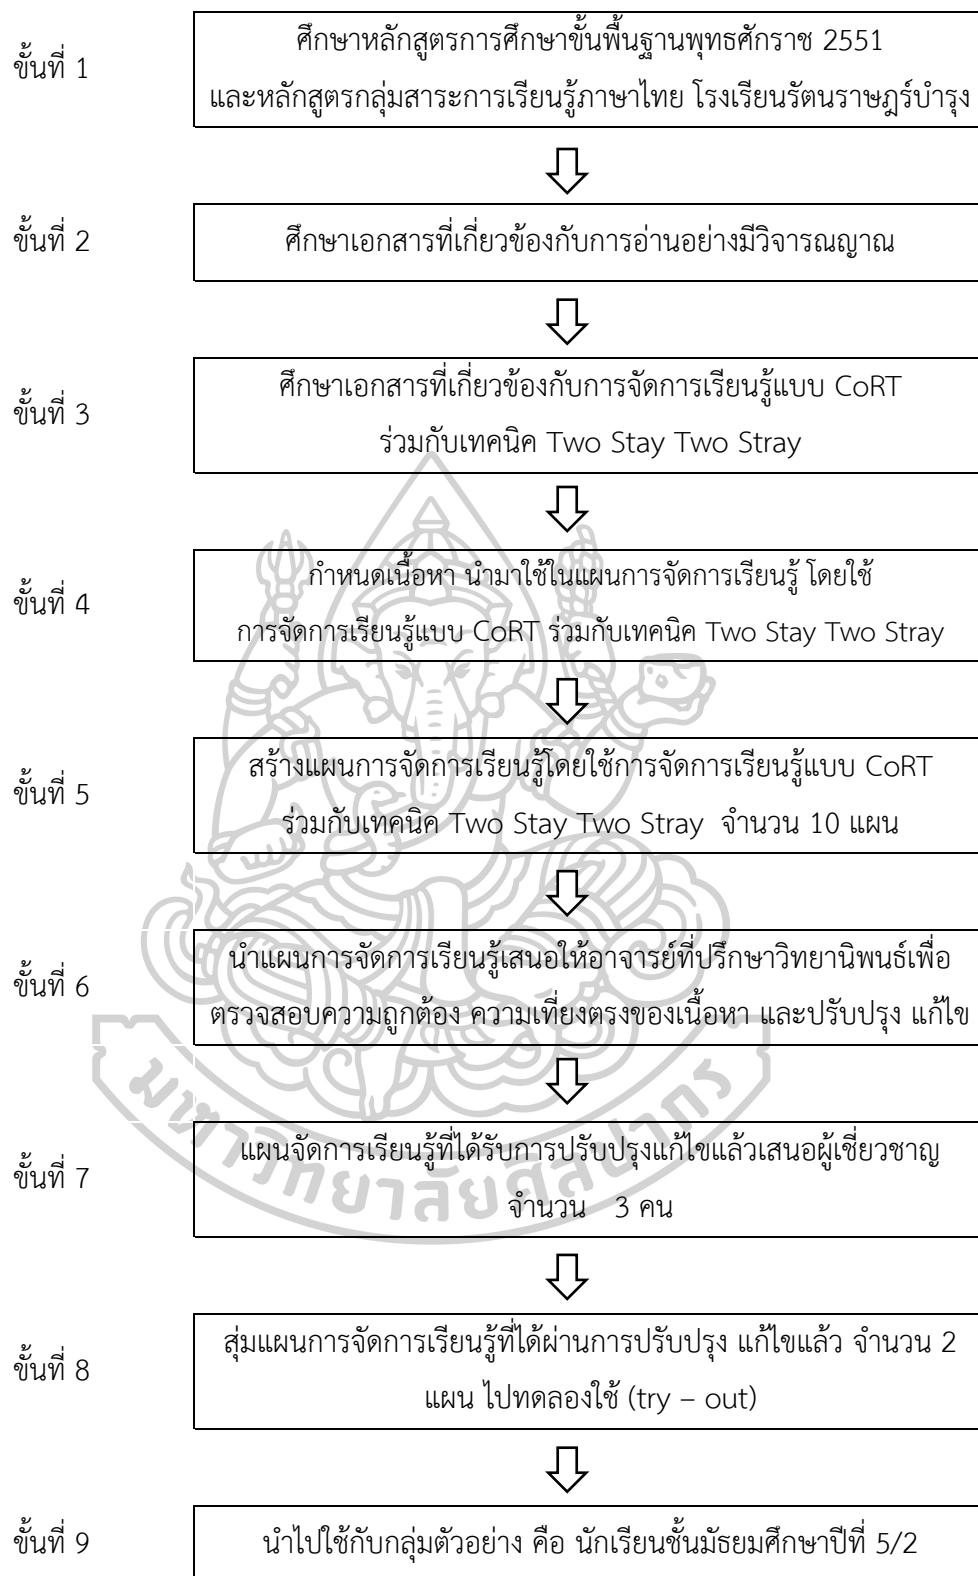 ขั้นที่ 1
ศึกษาหลักสูตรการศึกษาขั้นพื้นฐานพุทธศักราช 2551
และหลักสูตรกลุ่มสาระการเรียนรู้ภาษาไทย โรงเรียนรัตนราษฎร์บำรุง
ขั้นที่ 2
ศึกษาเอกสารที่เกี่ยวข้องกับการอ่านอย่างมีวิจารณญาณ
ขั้นที่ 3
ศึกษาเอกสารที่เกี่ยวข้องกับการจัดการเรียนรู้แบบ CoRT
ร่วมกับเทคนิค Two Stay Two Stray
ขั้นที่ 4
กำหนดเนื้อหา นำมาใช้ในแผนการจัดการเรียนรู้ โดยใช้
การจัดการเรียนรู้แบบ CoRT ร่วมกับเทคนิค Two Stay Two Stray
ขั้นที่ 5
สร้างแผนการจัดการเรียนรู้โดยใช้การจัดการเรียนรู้แบบ CoRT
ร่วมกับเทคนิค Two Stay Two Stray จำนวน 10 แผน
ขั้นที่ 6
นำแผนการจัดการเรียนรู้เสนอให้อาจารย์ที่ปรึกษาวิทยานิพนธ์เพื่อ
ตรวจสอบความถูกต้อง ความเที่ยงตรงของเนื้อหา และปรับปรุง แก้ไข
ขั้นที่ 7
แผนจัดการเรียนรู้ที่ได้รับการปรับปรุงแก้ไขแล้วเสนอผู้เชี่ยวชาญ
จำนวน 3 คน
มหาวิทยาลัยศิลปากร
ขั้นที่ 8
สุ่มแผนการจัดการเรียนรู้ที่ได้ผ่านการปรับปรุง แก้ไขแล้ว จำนวน 2
แผน ไปทดลองใช้ (try – out)
ขั้นที่ 9
นำไปใช้กับกลุ่มตัวอย่าง คือ นักเรียนชั้นมัธยมศึกษาปีที่ 5/2